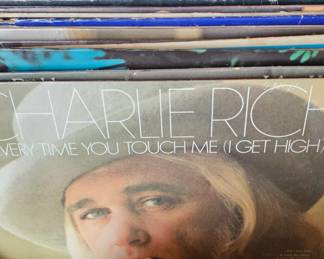 CHARLIE RICH
EVERY TIME YOU TOUCH ME (I GET HIGH)